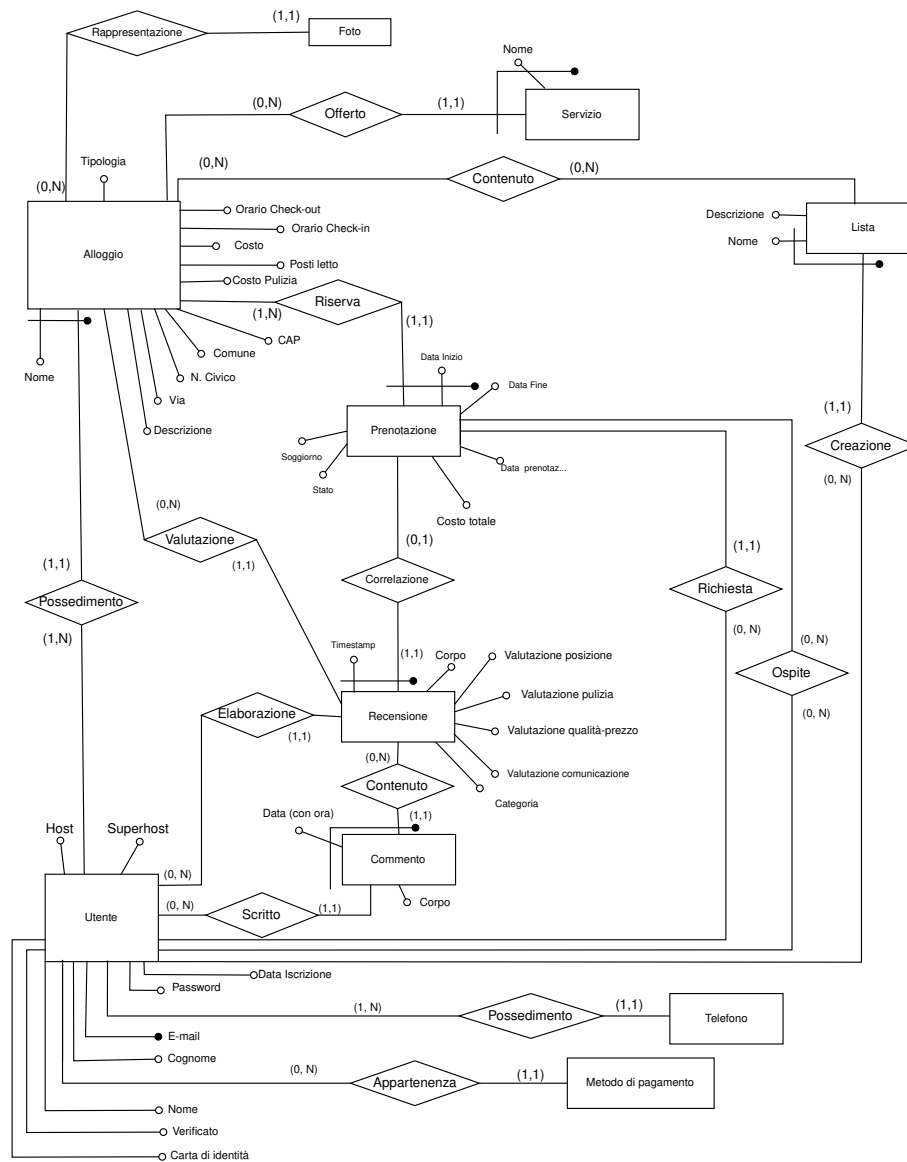 (1,1)
Rappresentazione
Foto
Nome
(0,N)
Offerto
(1,1)
Servizio
Tipologia
(0,N)
(0,N)
Contenuto
(0,N)
Alloggio
Orario Check-out
Orario Check-in
Costo
Posti letto
Costo Pulizia
Descrizione
Nome
Lista
(1,N)
Riserva
(1,1)
CAP
Comune
N. Civico
Via
Descrizione
Nome
Data Inizio
Data Fine
Prenotazione
Soggiorno
Stato
Data prenotaz...
Costo totale
(1,1)
Creazione
(0, N)
(0,N)
Valutazione
(1,1)
(0,1)
Correlazione
(1,1)
(1,1)
Possedimento
(1,N)
(1,1)
Richiesta
(0, N)
(0, N)
Ospite
(0, N)
Timestamp
Corpo
Valutazione posizione
Valutazione pulizia
Valutazione qualità-prezzo
Valutazione comunicazione
Categoria
Recensione
Elaborazione
(1,1)
(0,N)
Contenuto
(1,1)
Data (con ora)
Commento
Corpo
Host
Superhost
(0, N)
(0, N)
Scritto
(1,1)
Utente
Data Iscrizione
Password
E-mail
Cognome
Nome
Verificato
Carta di identità
(1, N)
Possedimento
(1,1)
Telefono
(0, N)
Appartenenza
(1,1)
Metodo di pagamento